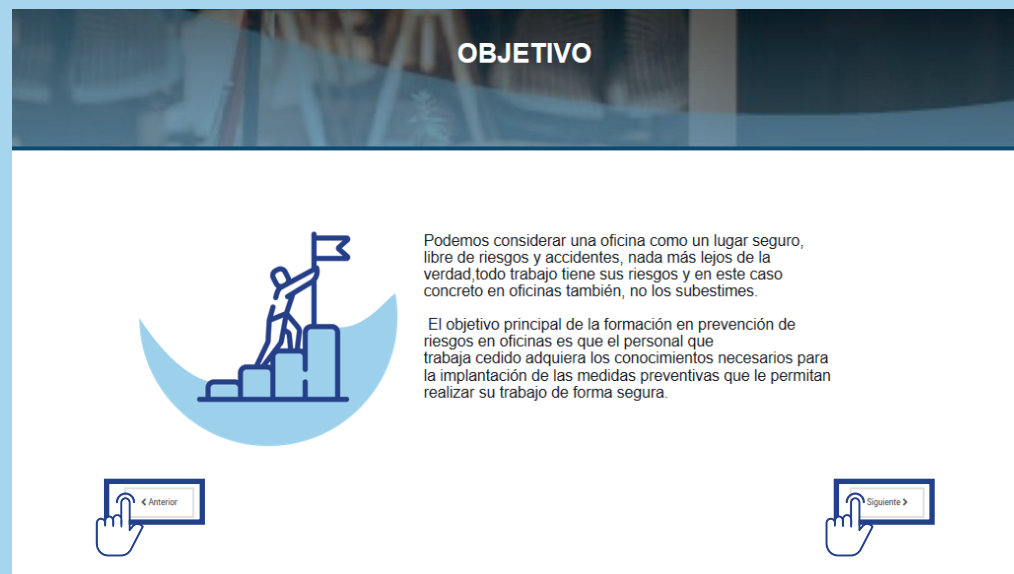 OBJETIVO
Podemos considerar una oficina como un lugar seguro,
libre de riesgos y accidentes, nada más lejos de la
verdad,todo trabajo tiene sus riesgos y en este caso
concreto en oficinas también, no los subestimes.
El objetivo principal de la formación en prevención de
riesgos en oficinas es que el personal que
trabaja cedido adquiera los conocimientos necesarios para
la implantación de las medidas preventivas que le permitan
realizar su trabajo de forma segura.
Anterior
Siguiente